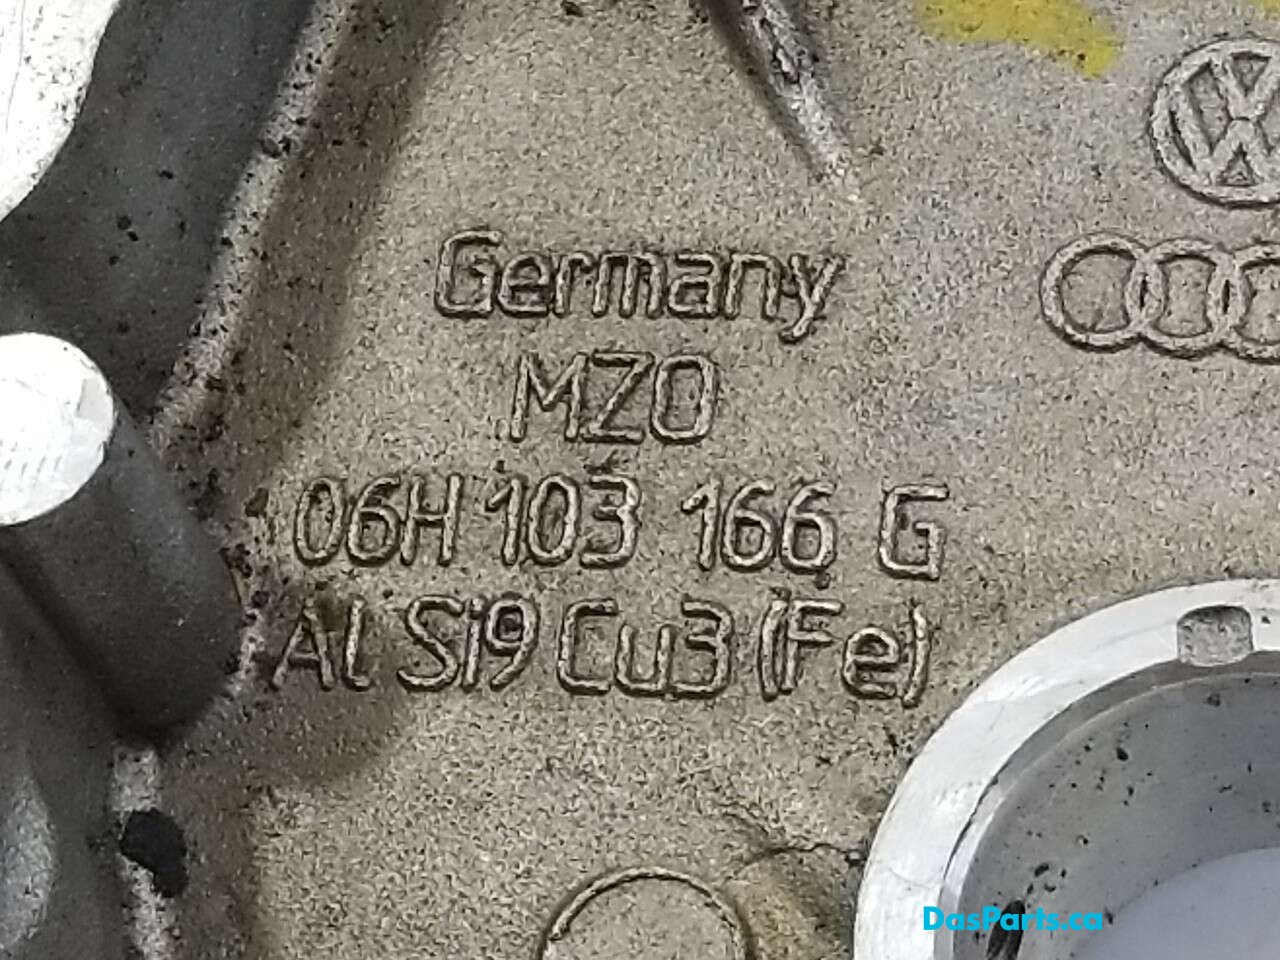 Germany
MZO
06H 103 166 G
Al Si9 Cu3 (Fe)
DasParts.ca